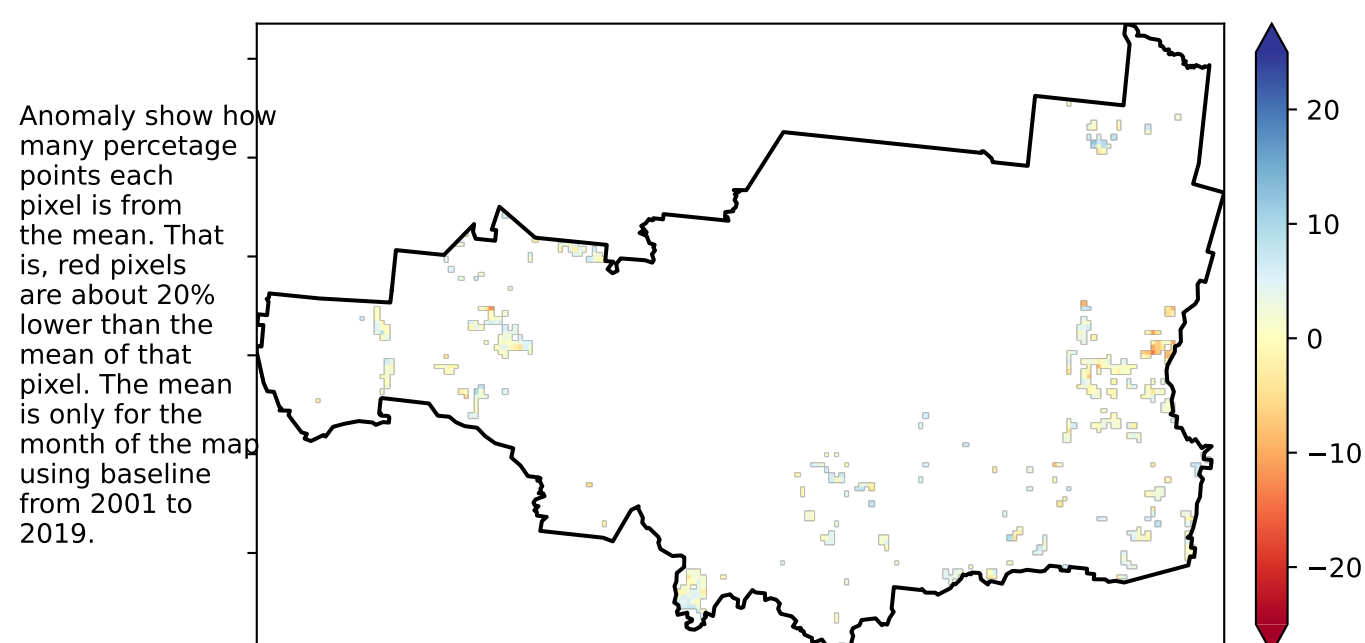 Anomaly show how
many percetage
points each
pixel is from
the mean. That
is, red pixels
are about 20%
lower than the
mean of that
pixel. The mean
is only for the
month of the map
using baseline
from 2001 to
2019.
20
10
0
−10
−20